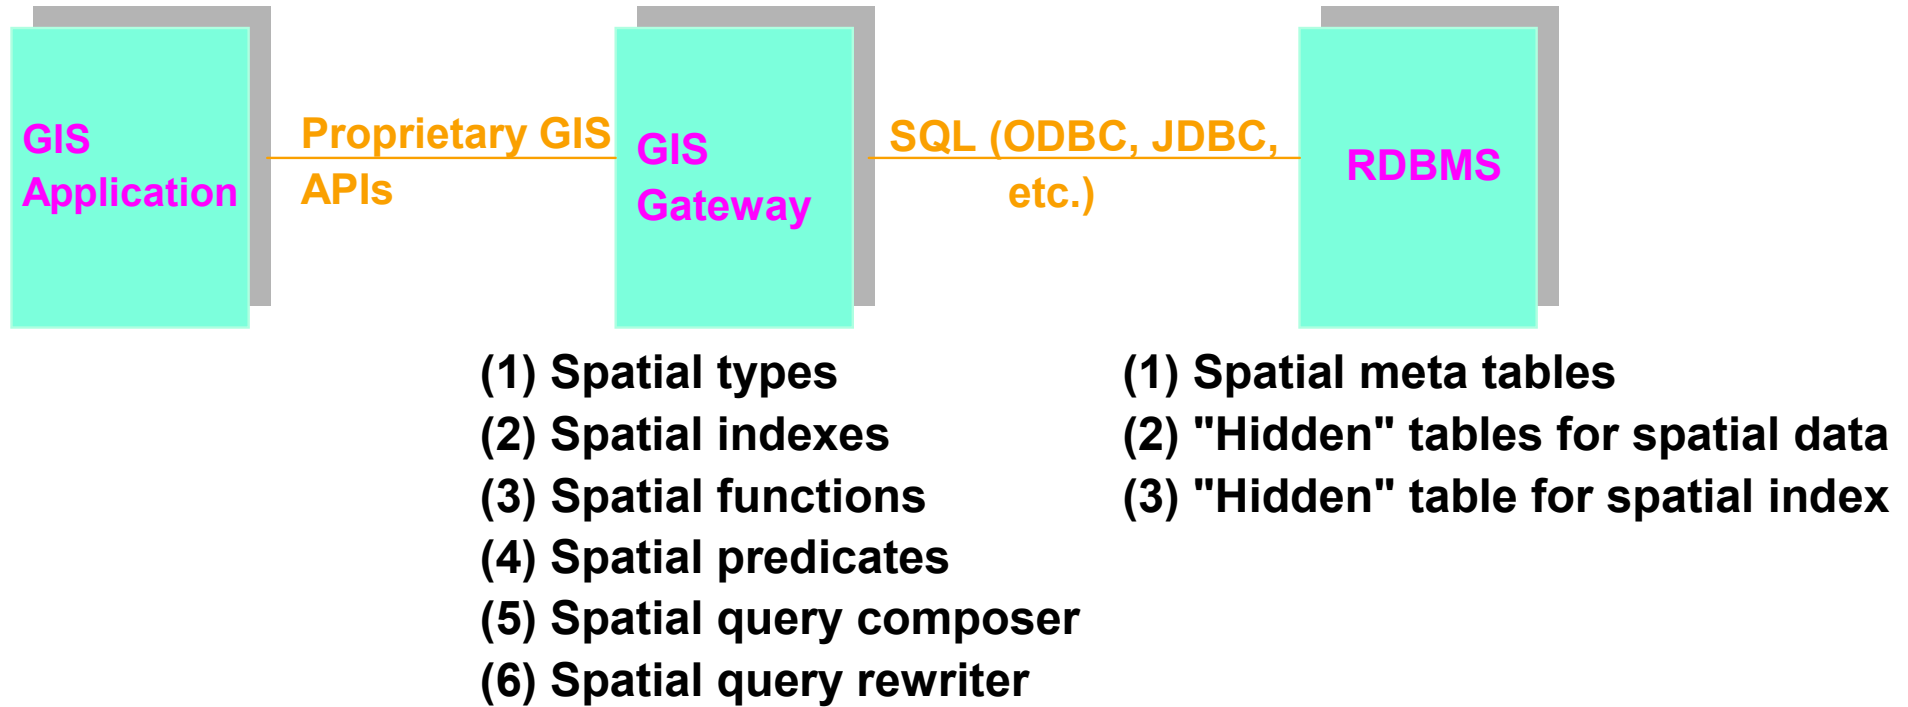 GIS
Application
Proprietary GIS
APIs
GIS
Gateway
SQL (ODBC, JDBC,
etc.)
RDBMS
(1) Spatial types
(2) Spatial indexes
(3) Spatial functions
(4) Spatial predicates
(5) Spatial query composer
(6) Spatial query rewriter
(1) Spatial meta tables
(2) "Hidden" tables for spatial data
(3) "Hidden" table for spatial index